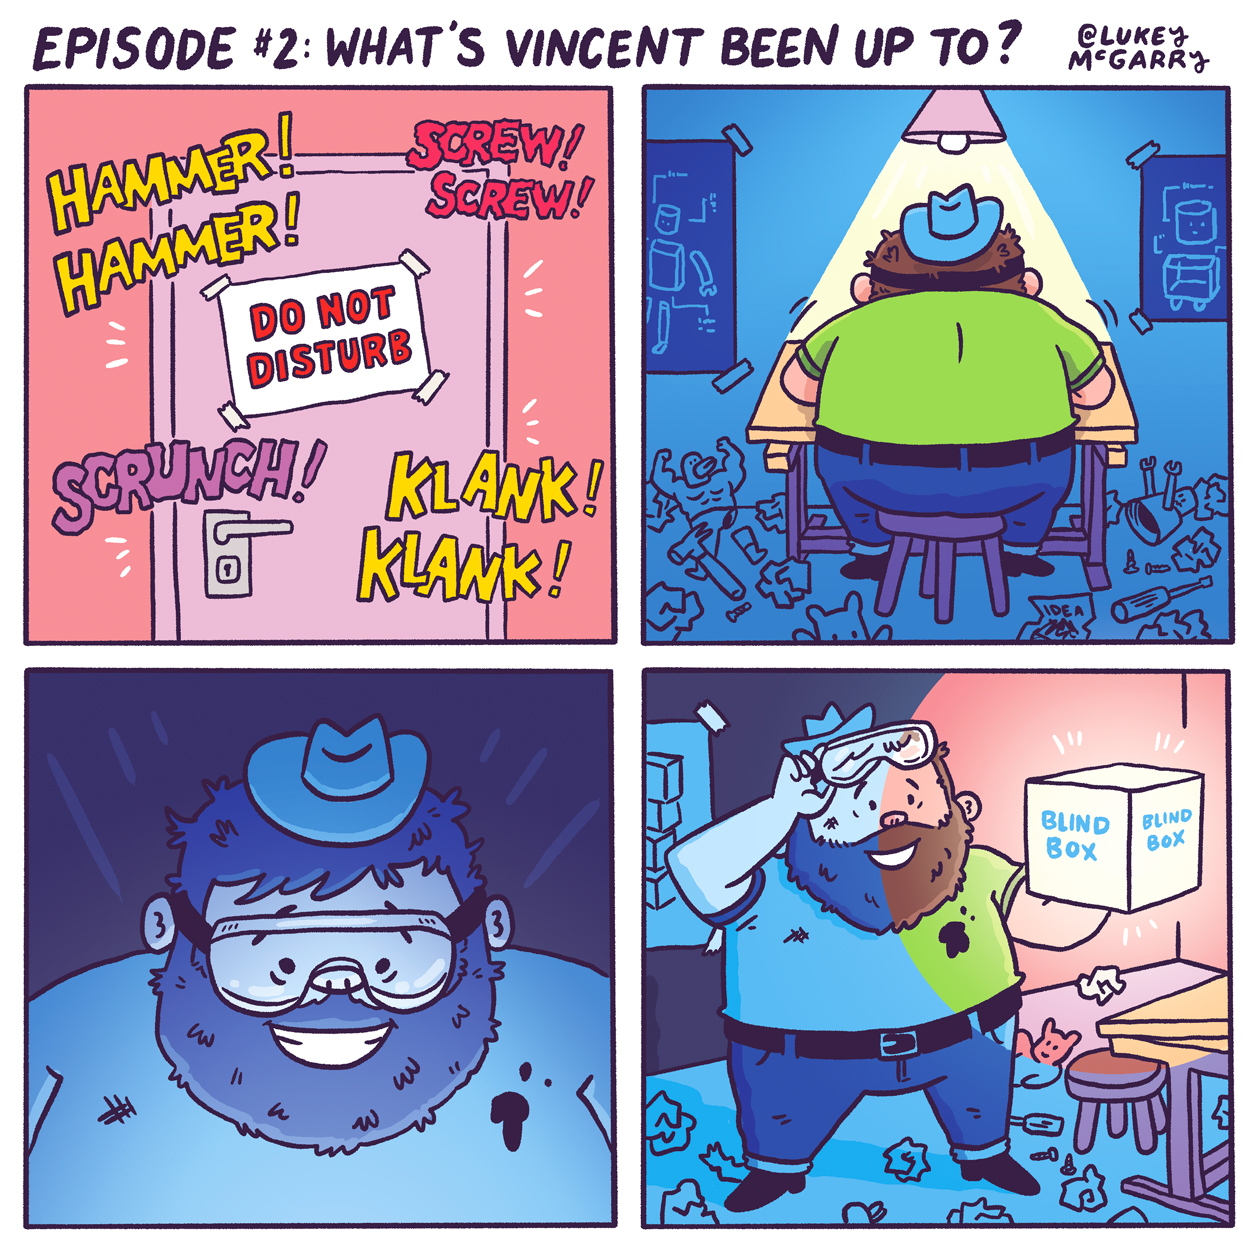 EPISODE #2: WHAT'S VINCENT BEEN UP TO?
@LUKEY
McGARRY
HAMMER!
HAMMER!
SCREW!
SCREW!
DO NOT
DISTURB
SCRUNCH!
KLANK!
KLANK!
IDEA
BLIND
BOX
BLIND
BOX